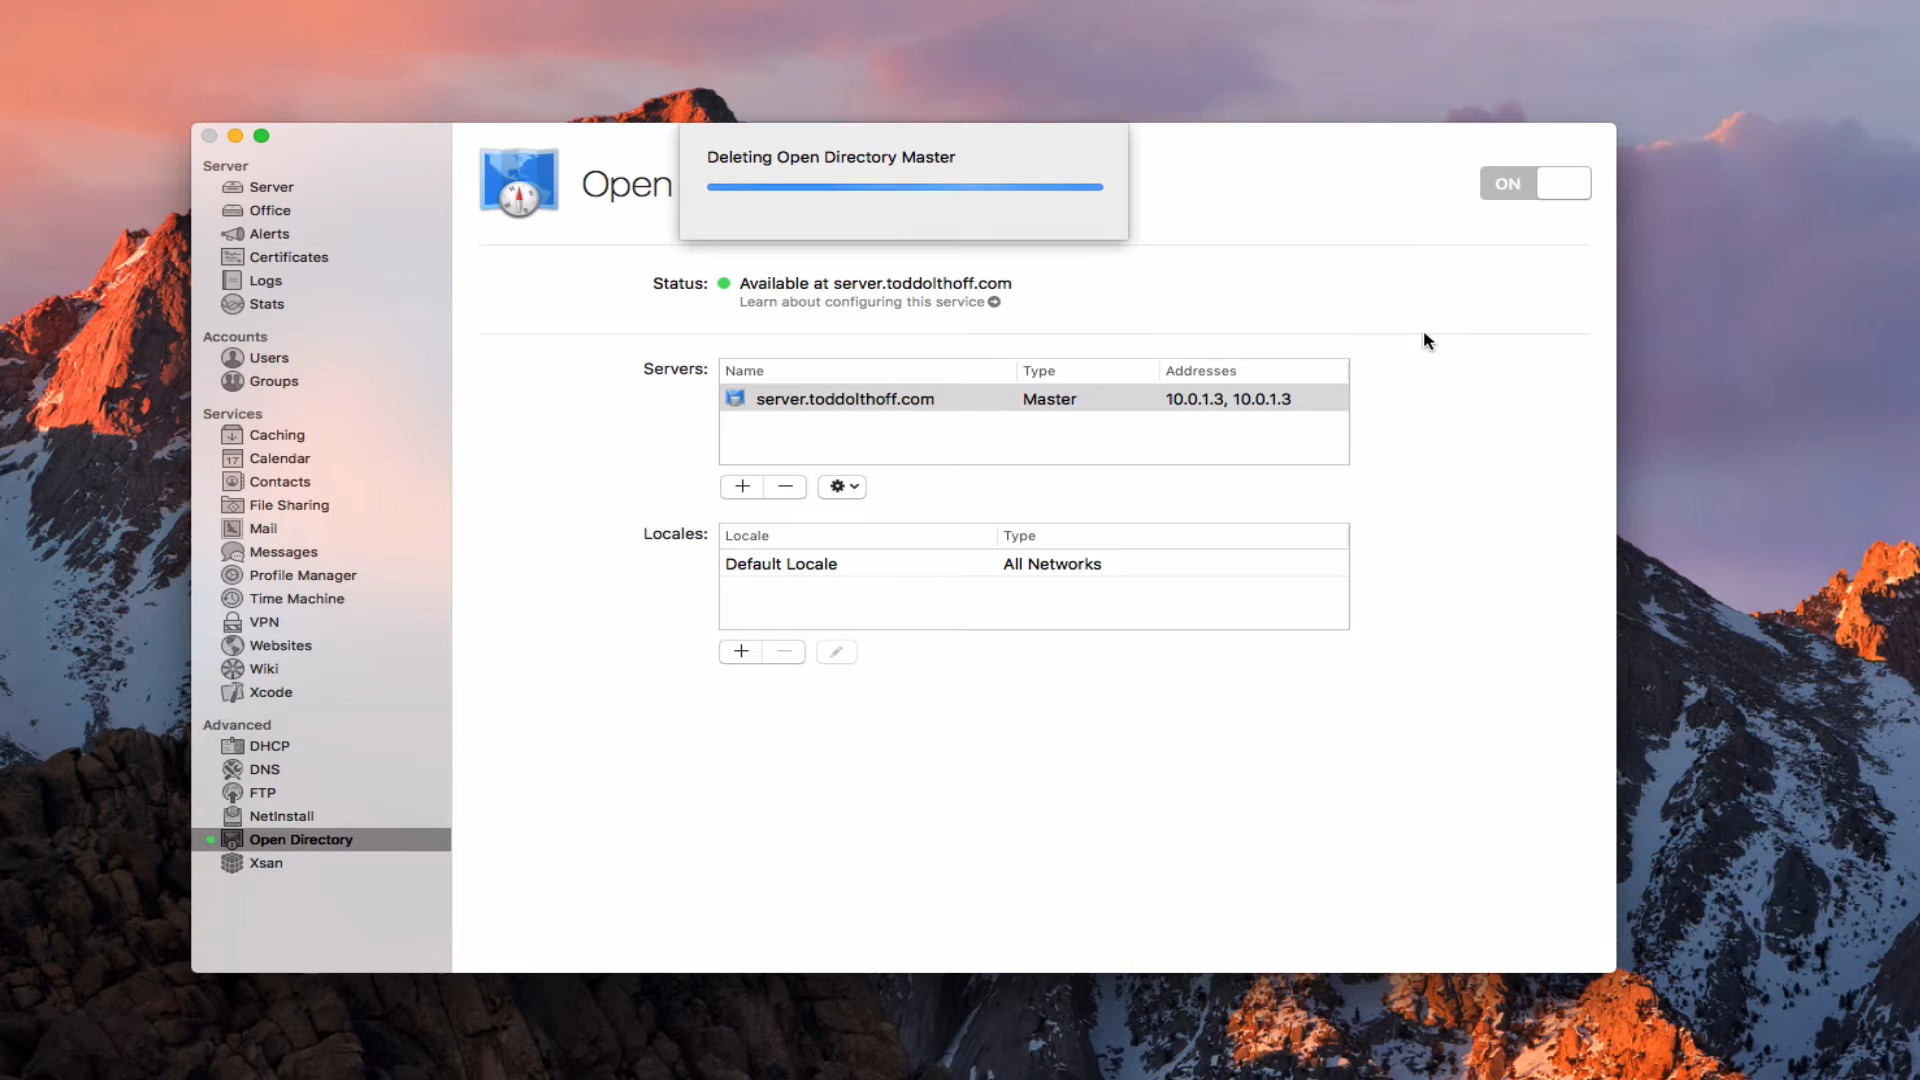 Server
Server
Office
Alerts
Certificates
Logs
Stats
Accounts
Users
Groups
Services
Caching
17 Calendar
Contacts
File Sharing
Mail
Messages
Profile Manager
Time Machine
VPN
Websites
Wiki
Xcode
Advanced
DHCP
DNS
FTP
NetInstall
Open Directory
Xsan
Deleting Open Directory Master
Open
ON
Status: Available at server.toddolthoff.com
Learn about configuring this service
Servers: Name Type Addresses
server.toddolthoff.com Master 10.0.1.3, 10.0.1.3
Locales: Locale Type
Default Locale All Networks